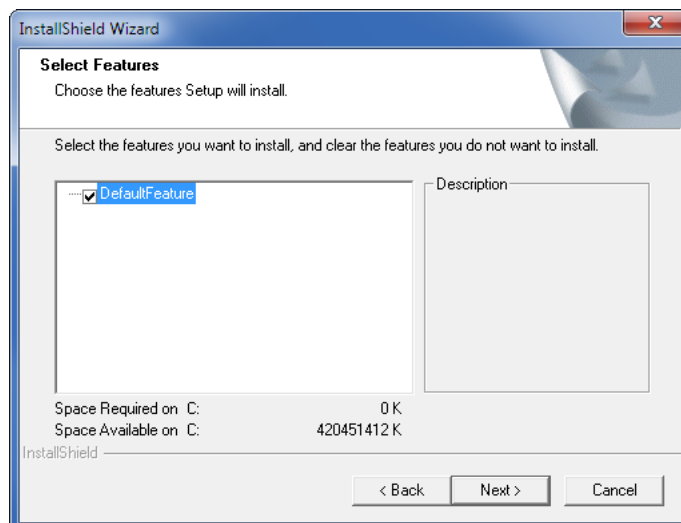 InstallShield Wizard
Select Features
Choose the features Setup will install.
Select the features you want to install, and clear the features you do not want to install.
DefaultFeature
Description
Space Required on C: 0 K
Space Available on C: 420451412 K
InstallShield
< Back Next > Cancel